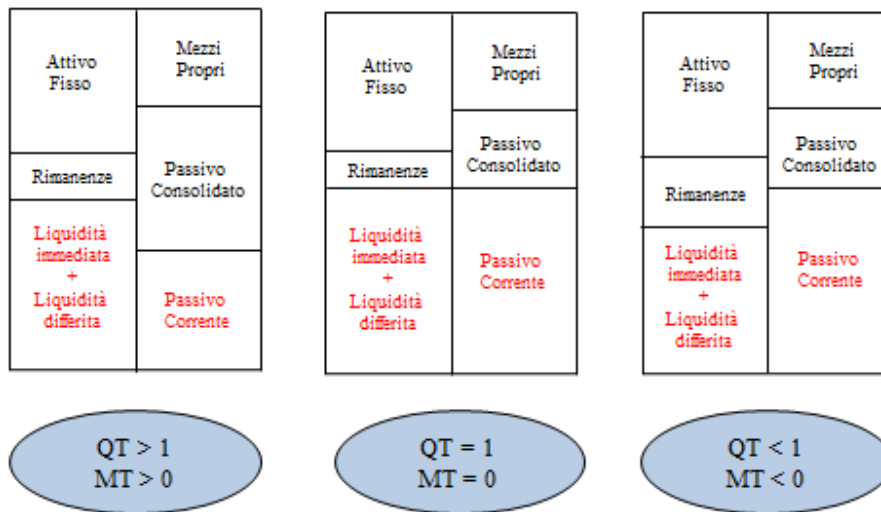 Attivo
Fisso
Mezzi
Propri
Rimanenze
Passivo
Consolidato
Liquidità
immediata
+
Liquidità
differita
Passivo
Corrente
QT > 1
MT > 0
Attivo
Fisso
Mezzi
Propri
Rimanenze
Passivo
Consolidato
Liquidità
immediata
+
Liquidità
differita
Passivo
Corrente
QT = 1
MT = 0
Attivo
Fisso
Mezzi
Propri
Passivo
Consolidato
Rimanenze
Liquidità
immediata
+
Liquidità
differita
Passivo
Corrente
QT < 1
MT < 0